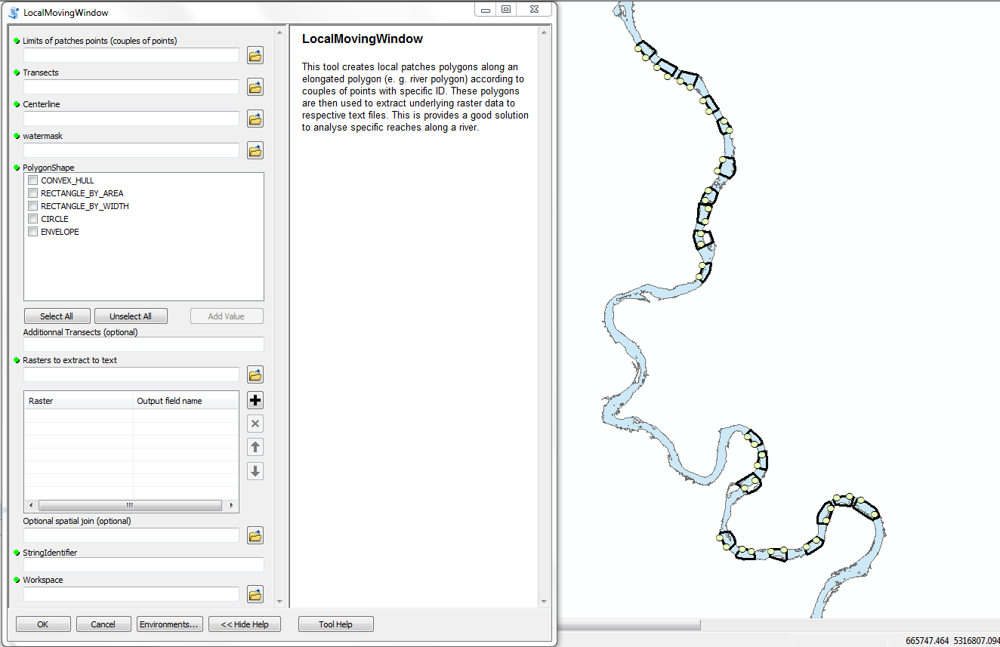 LocalMovingWindow
Limits of patches points (couples of points)
Transects
Centerline
watermask
PolygonShape
CONVEX_HULL
RECTANGLE_BY_AREA
RECTANGLE_BY_WIDTH
CIRCLE
ENVELOPE
Select All Unselect All Add Value
Additionnal Transects (optional)
Rasters to extract to text
Raster Output field name
Optional spatial join (optional)
StringIdentifier
Workspace
OK Cancel Environments... << Hide Help Tool Help
LocalMovingWindow
This tool creates local patches polygons along an
elongated polygon (e. g. river polygon) according to
couples of points with specific ID. These polygons
are then used to extract underlying raster data to
respective text files. This is provides a good solution
to analyse specific reaches along a river.
665747.464 5316807.094